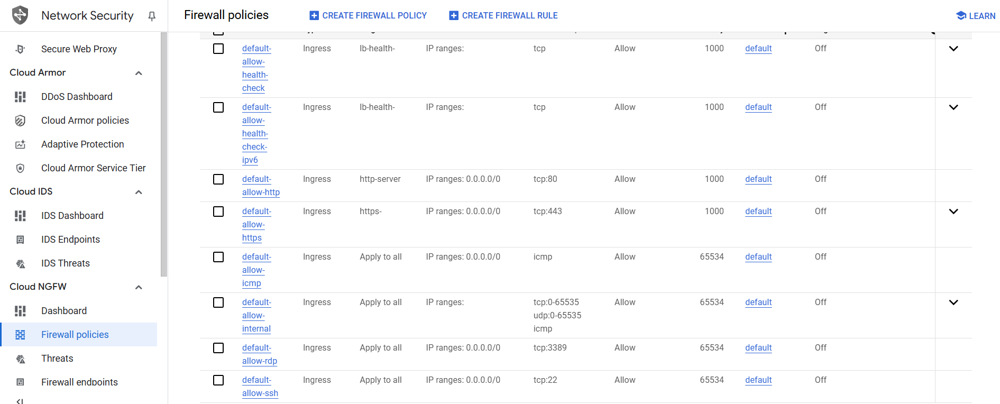 Network Security
Firewall policies
CREATE FIREWALL POLICY
CREATE FIREWALL RULE
LEARN
Secure Web Proxy
Cloud Armor
DDoS Dashboard
Cloud Armor policies
Adaptive Protection
Cloud Armor Service Tier
Cloud IDS
IDS Dashboard
IDS Endpoints
IDS Threats
Cloud NGFW
Dashboard
Firewall policies
Threats
Firewall endpoints
default- Ingress lb-health- IP ranges: tcp Allow 1000 default Off
allow-
health-
check
default- Ingress lb-health- IP ranges: tcp Allow 1000 default Off
allow-
health-
check-
ipv6
default- Ingress http-server IP ranges: 0.0.0.0/0 tcp:80 Allow 1000 default Off
allow-http
default- Ingress https- IP ranges: 0.0.0.0/0 tcp:443 Allow 1000 default Off
allow-
https
default- Ingress Apply to all IP ranges: 0.0.0.0/0 icmp Allow 65534 default Off
allow-
icmp
default- Ingress Apply to all IP ranges: tcp:0-65535 Allow 65534 default Off
allow- udp:0-65535
internal icmp
default- Ingress Apply to all IP ranges: 0.0.0.0/0 tcp:3389 Allow 65534 default Off
allow-rdp
default- Ingress Apply to all IP ranges: 0.0.0.0/0 tcp:22 Allow 65534 default Off
allow-ssh